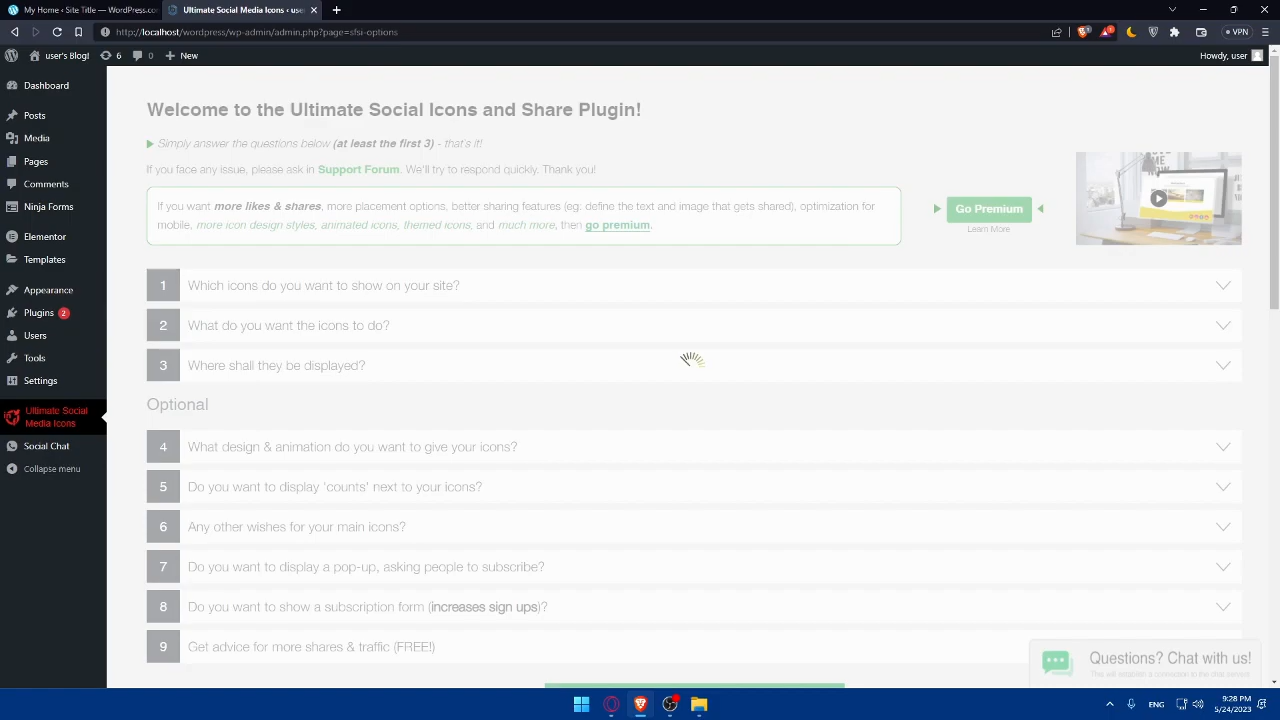 My Home ‹ Site Title — WordPress.com
Ultimate Social Media Icons ‹ user
http://localhost/wordpress/wp-admin/admin.php?page=sfsi-options
VPN
user's Blog!
6
0
New
Howdy, user
Dashboard
Posts
Media
Pages
Comments
Ninja Forms
Elementor
Templates
Appearance
Plugins 2
Users
Tools
Settings
Ultimate Social
Media Icons
Social Chat
Collapse menu
Welcome to the Ultimate Social Icons and Share Plugin!
Simply answer the questions below (at least the first 3) - that's it!
If you face any issue, please ask in Support Forum. We'll try to respond quickly. Thank you!
If you want more likes & shares, more placement options, better sharing features (eg: define the text and image that gets shared), optimization for
mobile, more icon design styles, animated icons, themed icons, and much more, then go premium.
Go Premium
Learn More
1 Which icons do you want to show on your site?
2 What do you want the icons to do?
3 Where shall they be displayed?
Optional
4 What design & animation do you want to give your icons?
5 Do you want to display 'counts' next to your icons?
6 Any other wishes for your main icons?
7 Do you want to display a pop-up, asking people to subscribe?
8 Do you want to show a subscription form (increases sign ups)?
9 Get advice for more shares & traffic (FREE!)
Questions? Chat with us!
This will establish a connection to the chat servers
ENG
9:28 PM
5/24/2023